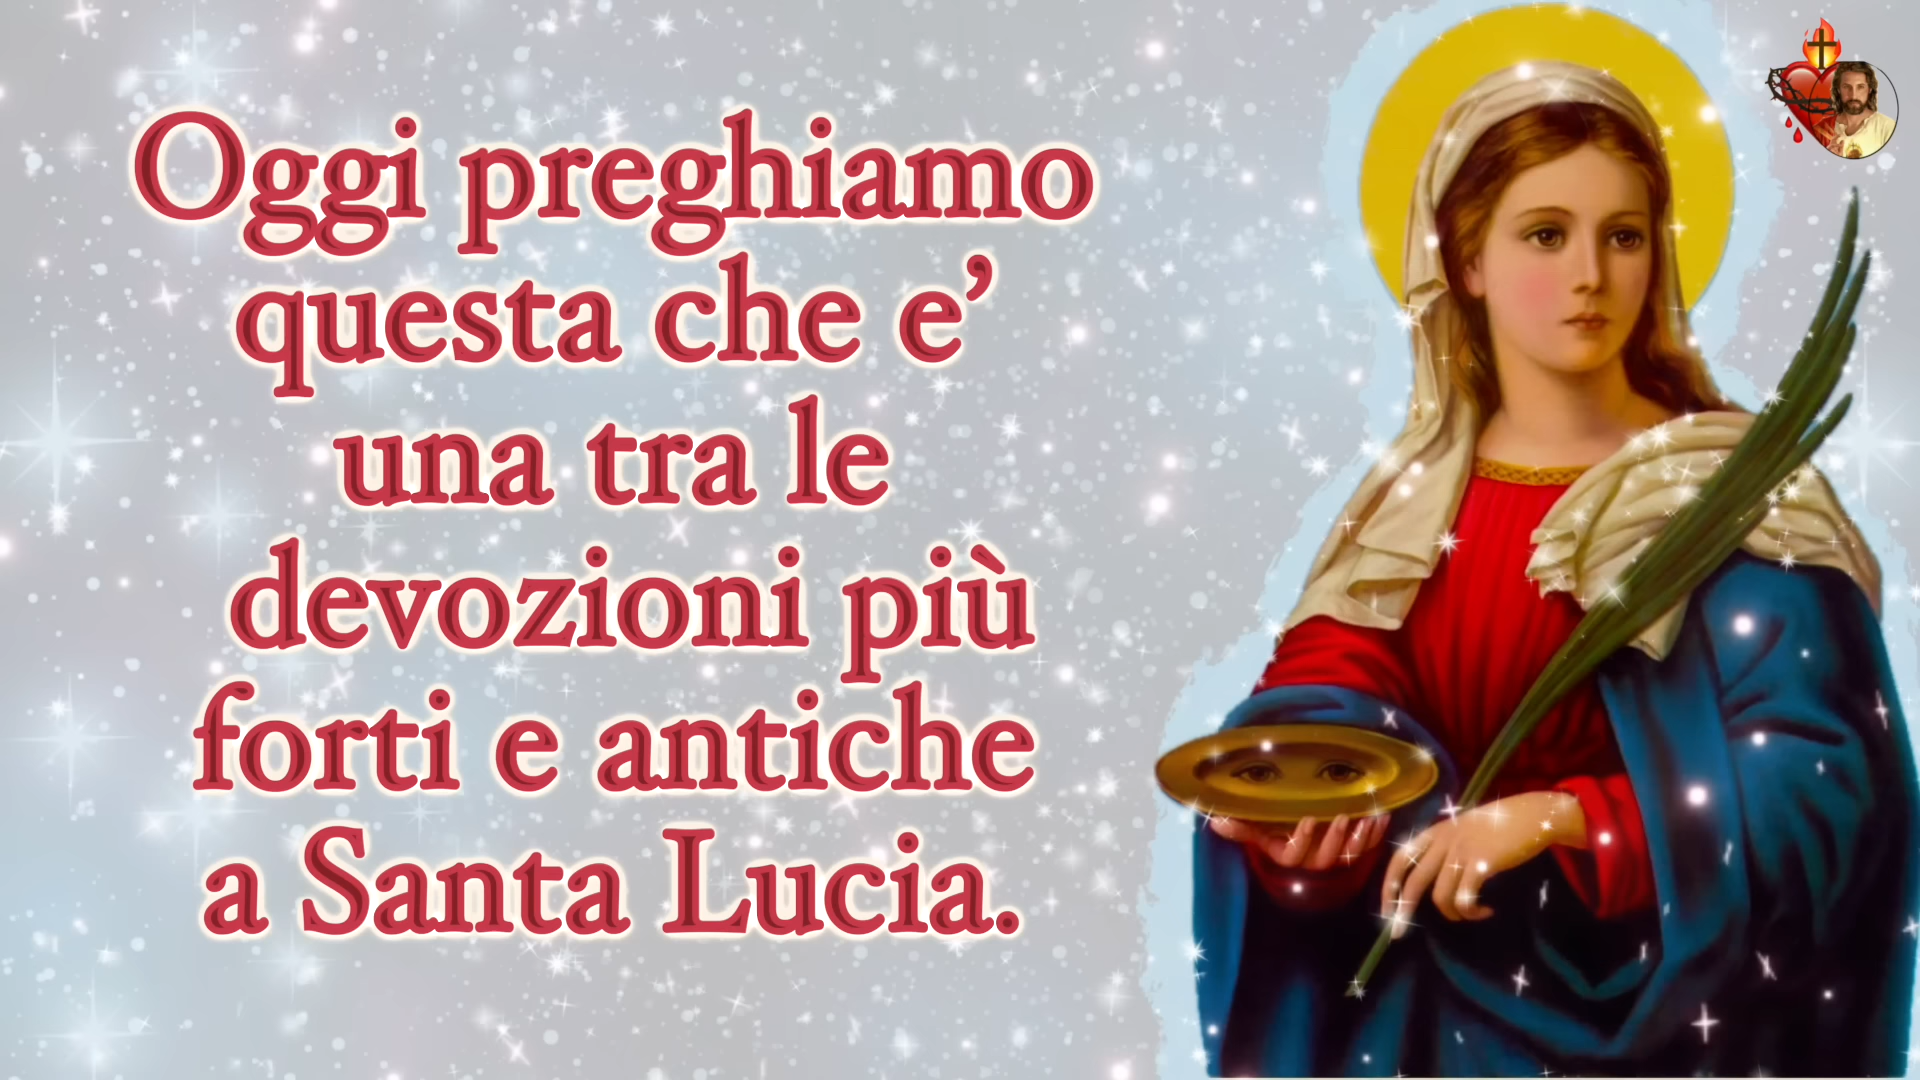 Oggi preghiamo
questa che e’
una tra le
devozioni più
forti e antiche
a Santa Lucia.